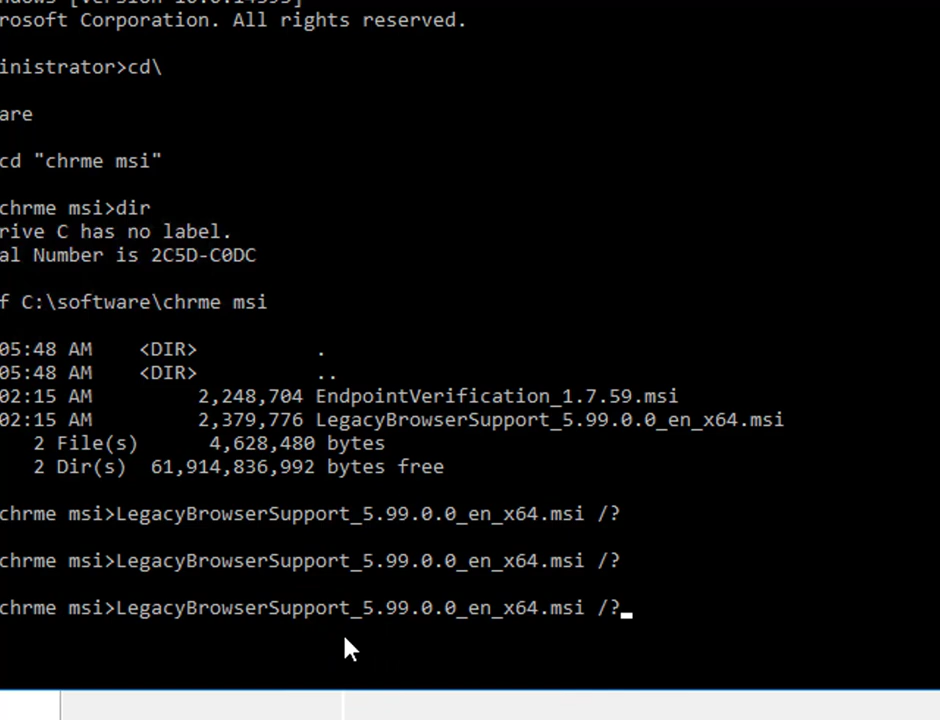 rosoft Corporation. All rights reserved.
inistrator>cd\
are
cd "chrme msi"
chrme msi>dir
rive C has no label.
al Number is 2C5D-C0DC
f C:\software\chrme msi
05:48 AM    <DIR>          .
05:48 AM    <DIR>          ..
02:15 AM         2,248,704 EndpointVerification_1.7.59.msi
02:15 AM         2,379,776 LegacyBrowserSupport_5.99.0.0_en_x64.msi
2 File(s)      4,628,480 bytes
2 Dir(s)  61,914,836,992 bytes free
chrme msi>LegacyBrowserSupport_5.99.0.0_en_x64.msi /?
chrme msi>LegacyBrowserSupport_5.99.0.0_en_x64.msi /?
chrme msi>LegacyBrowserSupport_5.99.0.0_en_x64.msi /?